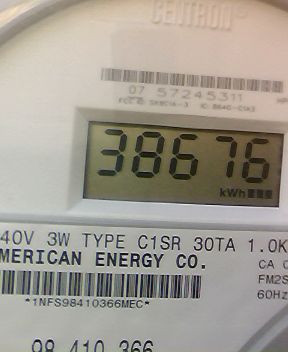 CENTRON
07 57245311
38676
kWh
40V 3W TYPE C1SR 30TA 1.0K
MERICAN ENERGY CO.
CA 0
FM2S
60Hz
*1NFS98410366MEC*
98 410 366